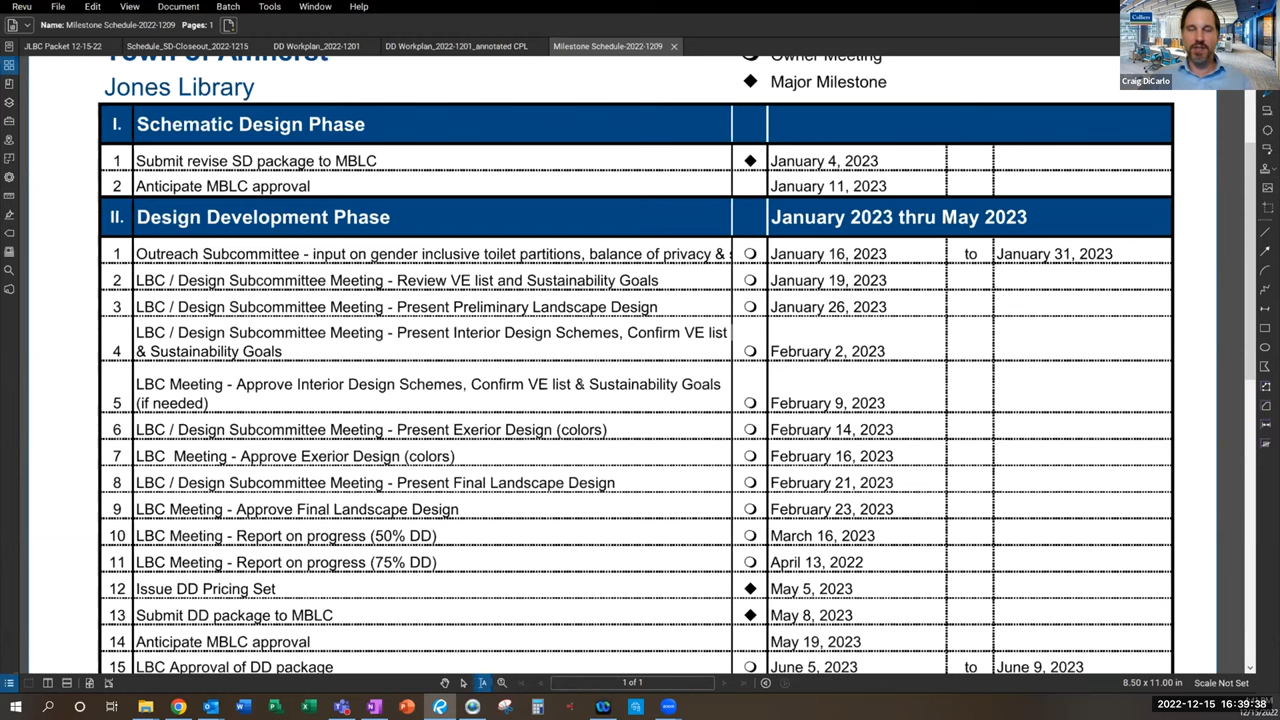 Revu File Edit View Document Batch Tools Window Help
Name: Milestone Schedule-2022-1209 Pages: 1
JLBC Packet 12-15-22 Schedule_SD-Closeout_2022-1215 DD Workplan_2022-1201 DD Workplan_2022-1201_annotated CPL Milestone Schedule-2022-1209
Colliers
Craig DiCarlo
Town of Amherst Owner Meeting
Jones Library Major Milestone
I. Schematic Design Phase
1 Submit revise SD package to MBLC January 4, 2023
2 Anticipate MBLC approval January 11, 2023
II. Design Development Phase January 2023 thru May 2023
1 Outreach Subcommittee - input on gender inclusive toilet partitions, balance of privacy & January 16, 2023 to January 31, 2023
2 LBC / Design Subcommittee Meeting - Review VE list and Sustainability Goals January 19, 2023
3 LBC / Design Subcommittee Meeting - Present Preliminary Landscape Design January 26, 2023
LBC / Design Subcommittee Meeting - Present Interior Design Schemes, Confirm VE list
4 & Sustainability Goals February 2, 2023
LBC Meeting - Approve Interior Design Schemes, Confirm VE list & Sustainability Goals
5 (if needed) February 9, 2023
6 LBC / Design Subcommittee Meeting - Present Exerior Design (colors) February 14, 2023
7 LBC Meeting - Approve Exerior Design (colors) February 16, 2023
8 LBC / Design Subcommittee Meeting - Present Final Landscape Design February 21, 2023
9 LBC Meeting - Approve Final Landscape Design February 23, 2023
10 LBC Meeting - Report on progress (50% DD) March 16, 2023
11 LBC Meeting - Report on progress (75% DD) April 13, 2022
12 Issue DD Pricing Set May 5, 2023
13 Submit DD package to MBLC May 8, 2023
14 Anticipate MBLC approval May 19, 2023
15 LBC Approval of DD package June 5, 2023 to June 9, 2023
1 of 1 8.50 x 11.00 in Scale Not Set
2022-12-15 16:39:38
12/15/2022